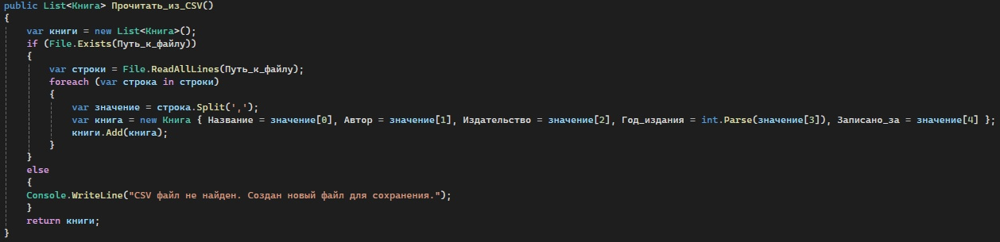 public List<Книга> Прочитать_из_CSV()
{
var книги = new List<Книга>();
if (File.Exists(Путь_к_файлу))
{
var строки = File.ReadAllLines(Путь_к_файлу);
foreach (var строка in строки)
{
var значение = строка.Split(',');
var книга = new Книга { Название = значение[0], Автор = значение[1], Издательство = значение[2], Год_издания = int.Parse(значение[3]), Записано_за = значение[4] };
книги.Add(книга);
}
}
else
{
Console.WriteLine("CSV файл не найден. Создан новый файл для сохранения.");
}
return книги;
}